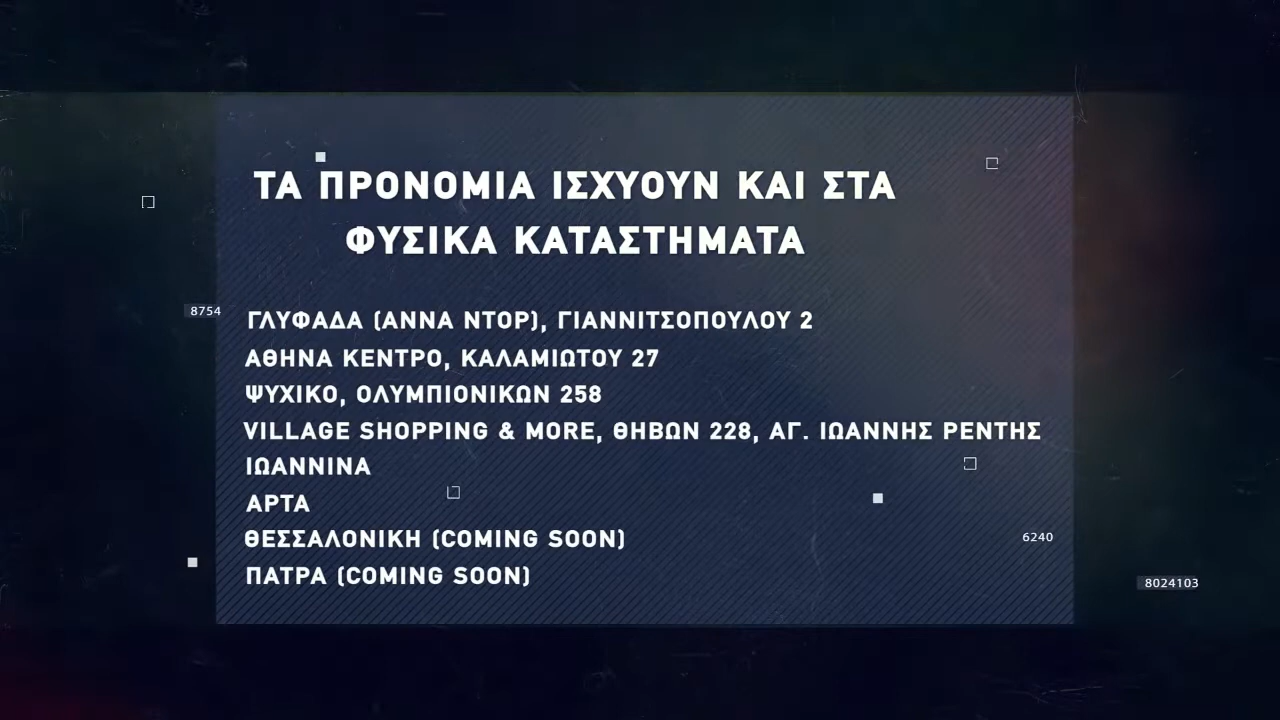 ΤΑ ΠΡΟΝΟΜΙΑ ΙΣΧΥΟΥΝ ΚΑΙ ΣΤΑ
ΦΥΣΙΚΑ ΚΑΤΑΣΤΗΜΑΤΑ
8754
ΓΛΥΦΑΔΑ (ΑΝΝΑ ΝΤΟΡ), ΓΙΑΝΝΙΤΣΟΠΟΥΛΟΥ 2
ΑΘΗΝΑ ΚΕΝΤΡΟ, ΚΑΛΑΜΙΩΤΟΥ 27
ΨΥΧΙΚΟ, ΟΛΥΜΠΙΟΝΙΚΩΝ 258
VILLAGE SHOPPING & MORE, ΘΗΒΩΝ 228, ΑΓ. ΙΩΑΝΝΗΣ ΡΕΝΤΗΣ
ΙΩΑΝΝΙΝΑ
ΑΡΤΑ
ΘΕΣΣΑΛΟΝΙΚΗ (COMING SOON)
6240
ΠΑΤΡΑ (COMING SOON)
8024103